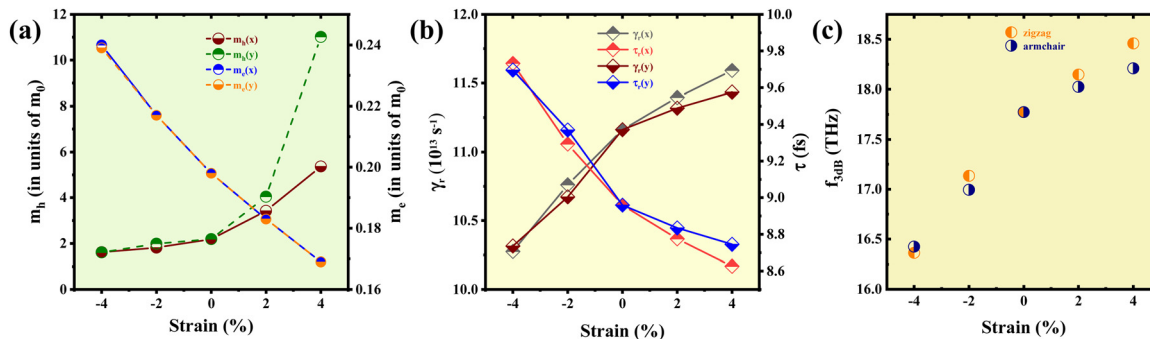 (a)
m_h(x)
m_h(y)
m_e(x)
m_e(y)
m_h (in units of m_0)
12
10
8
6
4
2
0
m_e (in units of m_0)
0.24
0.22
0.20
0.18
0.16
-4 -2 0 2 4
Strain (%)
(b)
γ_r(x)
τ_r(x)
γ_r(y)
τ_r(y)
γ_r (10^13 s^-1)
12.0
11.5
11.0
10.5
10.0
τ (fs)
10.0
9.8
9.6
9.4
9.2
9.0
8.8
8.6
-4 -2 0 2 4
Strain (%)
(c)
zigzag
armchair
f_3dB (THz)
18.5
18.0
17.5
17.0
16.5
16.0
-4 -2 0 2 4
Strain (%)